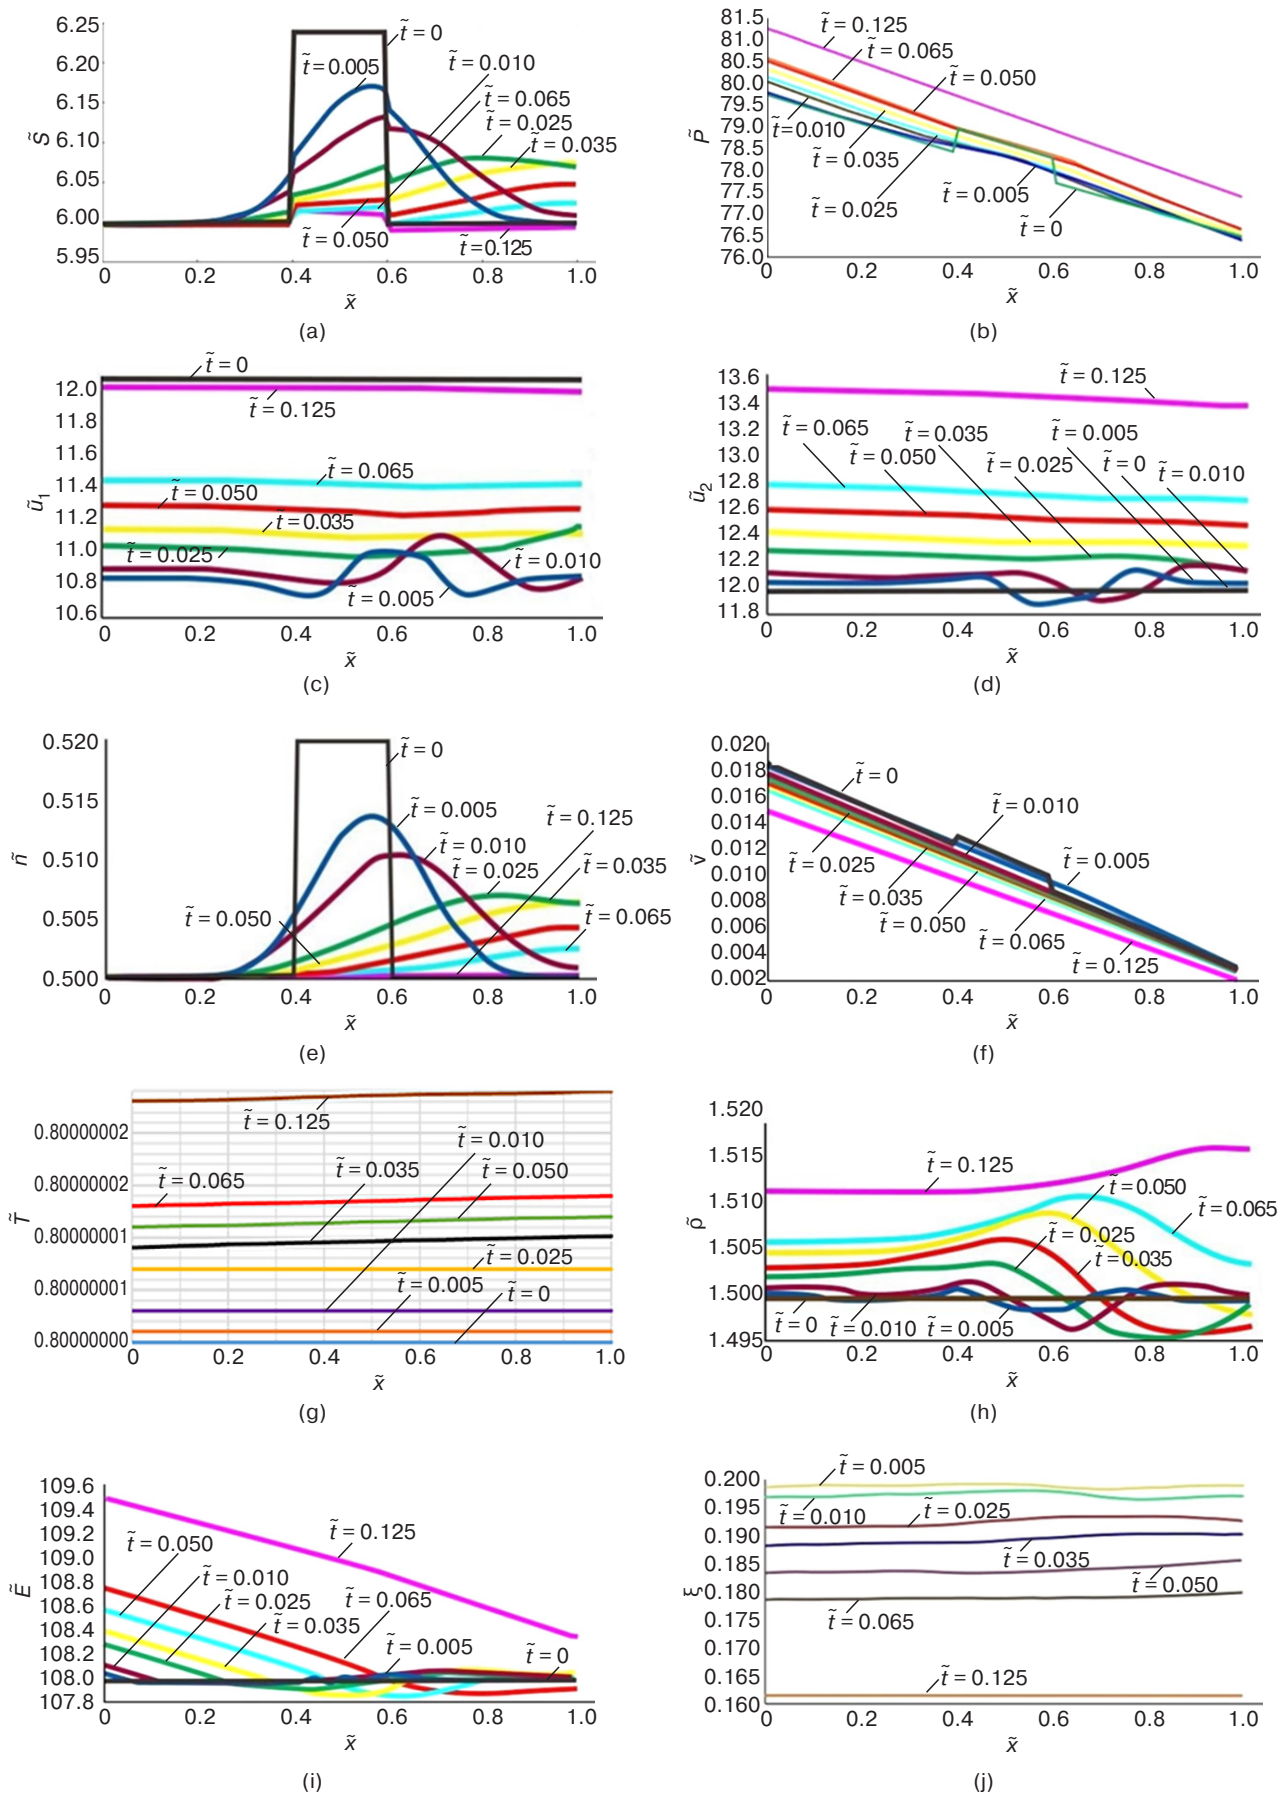 6.25
6.20
6.15
6.10
6.05
6.00
5.95
S̃
t̃ = 0
t̃ = 0.005
t̃ = 0.010
t̃ = 0.065
t̃ = 0.025
t̃ = 0.035
t̃ = 0.050
t̃ = 0.125
0 0.2 0.4 0.6 0.8 1.0
x̃
(a)
81.5
81.0
80.5
80.0
79.5
79.0
78.5
78.0
77.5
77.0
76.5
76.0
P̃
t̃ = 0.125
t̃ = 0.065
t̃ = 0.050
t̃ = 0.010
t̃ = 0.035
t̃ = 0.025
t̃ = 0.005
t̃ = 0
0 0.2 0.4 0.6 0.8 1.0
x̃
(b)
12.0
11.8
11.6
11.4
11.2
11.0
10.8
10.6
ũ1
t̃ = 0
t̃ = 0.125
t̃ = 0.065
t̃ = 0.050
t̃ = 0.035
t̃ = 0.025
t̃ = 0.010
t̃ = 0.005
0 0.2 0.4 0.6 0.8 1.0
x̃
(c)
13.6
13.4
13.2
13.0
12.8
12.6
12.4
12.2
12.0
11.8
ũ2
t̃ = 0.125
t̃ = 0.065
t̃ = 0.035
t̃ = 0.005
t̃ = 0.050
t̃ = 0.025
t̃ = 0
t̃ = 0.010
0 0.2 0.4 0.6 0.8 1.0
x̃
(d)
0.520
0.515
0.510
0.505
0.500
ñ
t̃ = 0
t̃ = 0.005
t̃ = 0.125
t̃ = 0.010
t̃ = 0.025
t̃ = 0.035
t̃ = 0.050
t̃ = 0.065
0 0.2 0.4 0.6 0.8 1.0
x̃
(e)
0.020
0.018
0.016
0.014
0.012
0.010
0.008
0.006
0.004
0.002
ṽ
t̃ = 0
t̃ = 0.010
t̃ = 0.005
t̃ = 0.025
t̃ = 0.035
t̃ = 0.050
t̃ = 0.065
t̃ = 0.125
0 0.2 0.4 0.6 0.8 1.0
x̃
(f)
0.80000002
0.80000002
0.80000001
0.80000001
0.80000000
T̃
t̃ = 0.125
t̃ = 0.010
t̃ = 0.035
t̃ = 0.050
t̃ = 0.065
t̃ = 0.025
t̃ = 0.005
t̃ = 0
0 0.2 0.4 0.6 0.8 1.0
x̃
(g)
1.520
1.515
1.510
1.505
1.500
1.495
ρ̃
t̃ = 0.125
t̃ = 0.050
t̃ = 0.065
t̃ = 0.025
t̃ = 0.035
t̃ = 0
t̃ = 0.010
t̃ = 0.005
0 0.2 0.4 0.6 0.8 1.0
x̃
(h)
109.6
109.4
109.2
109.0
108.8
108.6
108.4
108.2
108.0
107.8
Ẽ
t̃ = 0.125
t̃ = 0.050
t̃ = 0.010
t̃ = 0.025
t̃ = 0.035
t̃ = 0.065
t̃ = 0.005
t̃ = 0
0 0.2 0.4 0.6 0.8 1.0
x̃
(i)
0.200
0.195
0.190
0.185
0.180
0.175
0.170
0.165
0.160
ξ
t̃ = 0.005
t̃ = 0.010
t̃ = 0.025
t̃ = 0.035
t̃ = 0.050
t̃ = 0.065
t̃ = 0.125
0 0.2 0.4 0.6 0.8 1.0
x̃
(j)